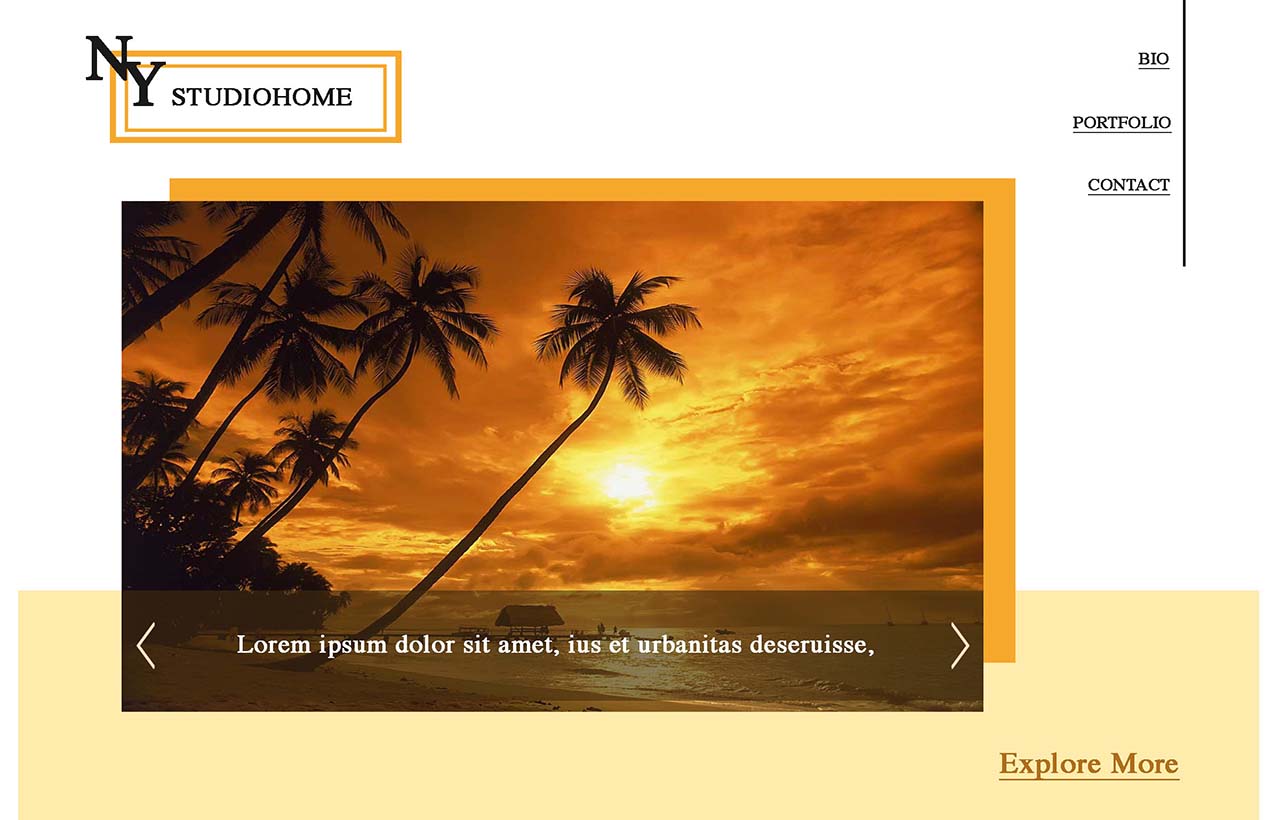 NY
STUDIOHOME
BIO
PORTFOLIO
CONTACT
Lorem ipsum dolor sit amet, ius et urbanitas deseruisse,
Explore More